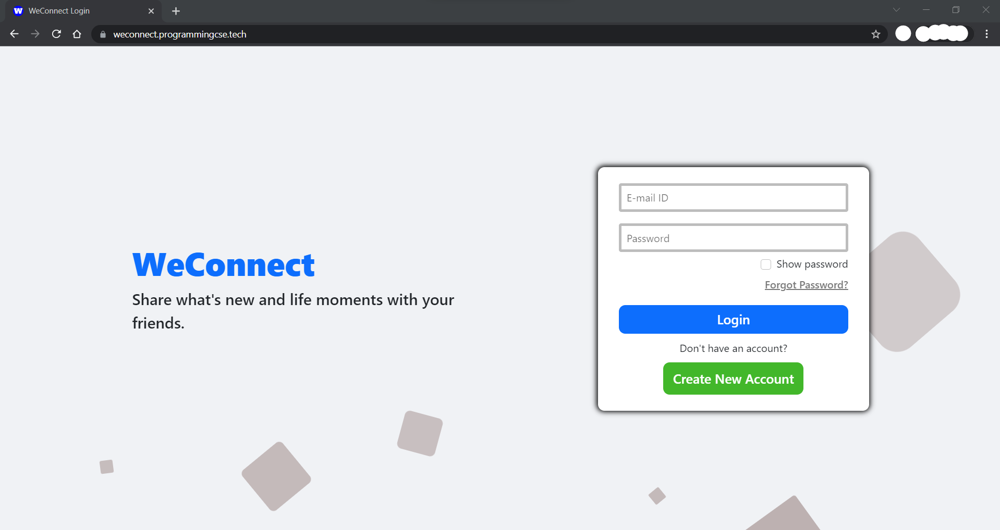 WeConnect Login
weconnect.programmingcse.tech
WeConnect
Share what's new and life moments with your
friends.
E-mail ID
Password
Show password
Forgot Password?
Login
Don't have an account?
Create New Account